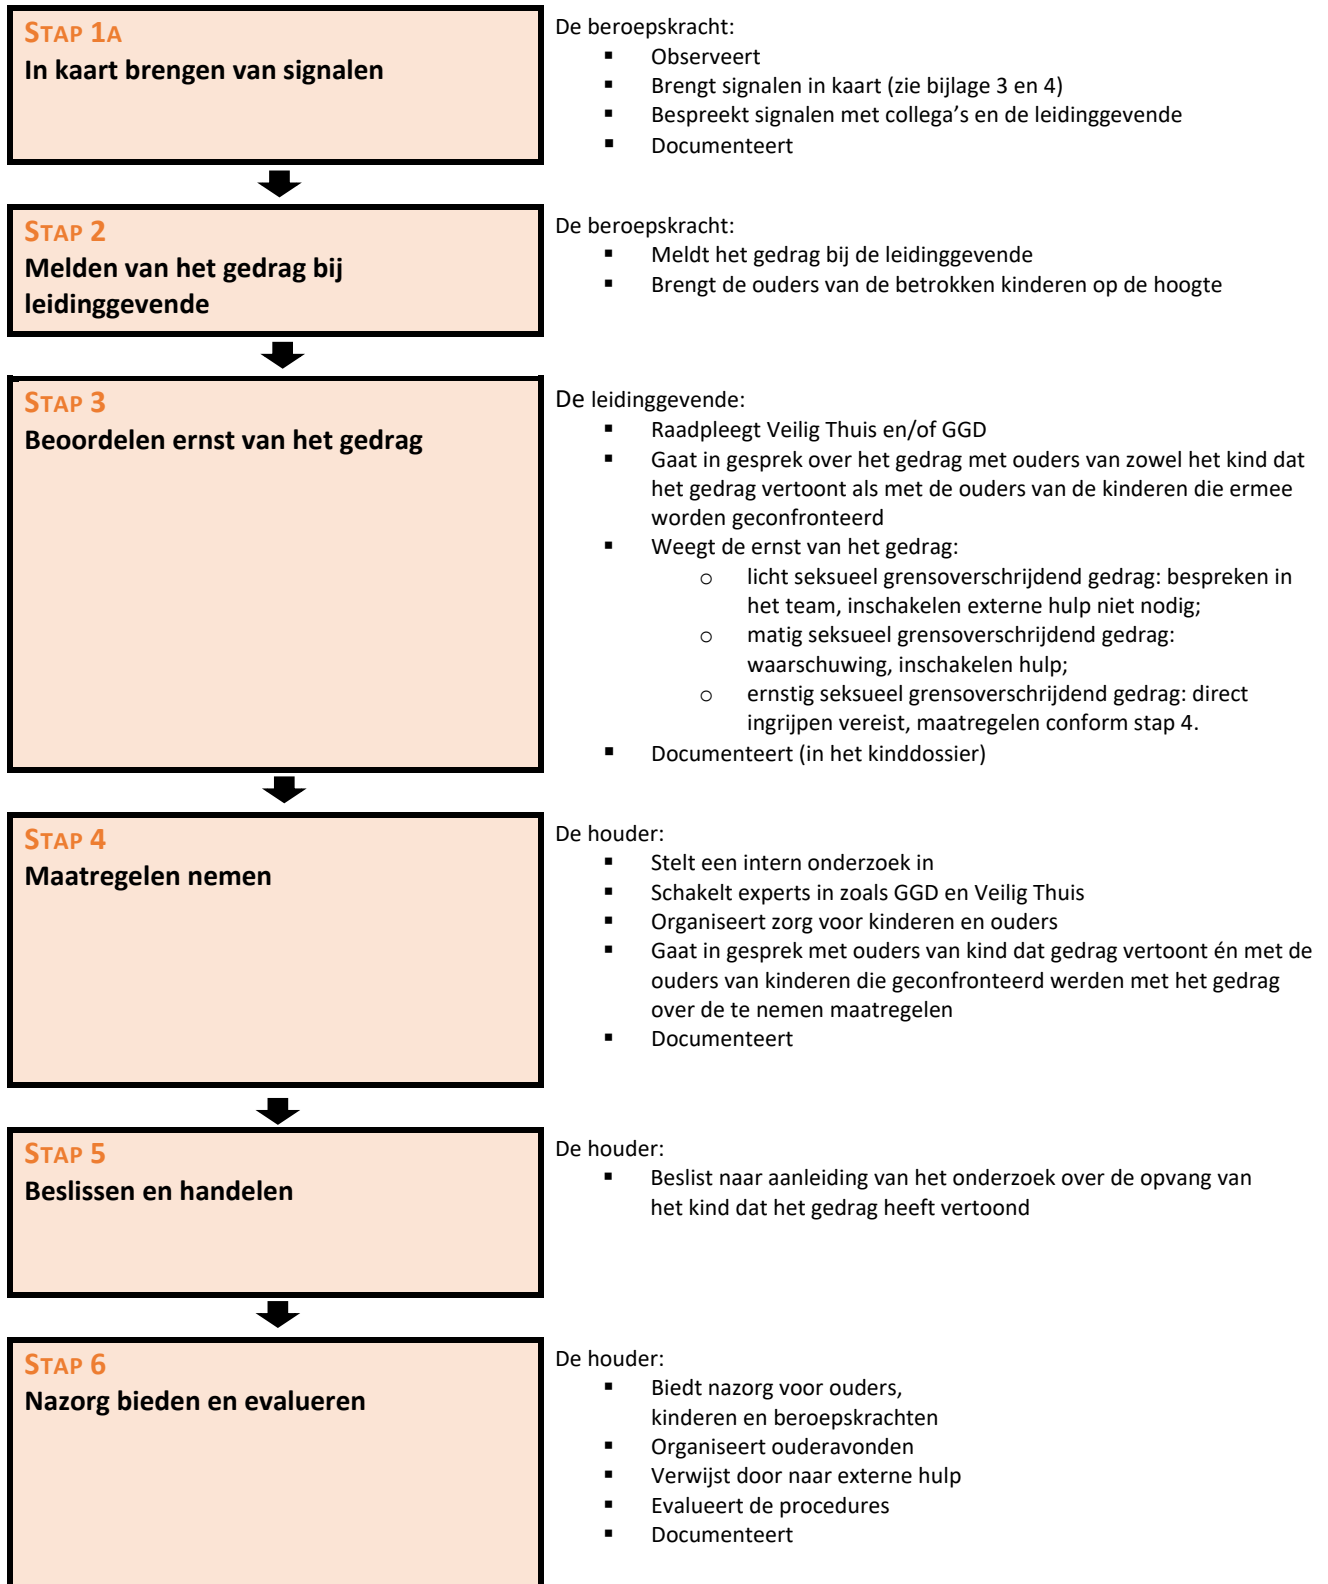 STAP 1A
In kaart brengen van signalen
De beroepskracht:
▪ Observeert
▪ Brengt signalen in kaart (zie bijlage 3 en 4)
▪ Bespreekt signalen met collega’s en de leidinggevende
▪ Documenteert
STAP 2
Melden van het gedrag bij
leidinggevende
De beroepskracht:
▪ Meldt het gedrag bij de leidinggevende
▪ Brengt de ouders van de betrokken kinderen op de hoogte
STAP 3
Beoordelen ernst van het gedrag
De leidinggevende:
▪ Raadpleegt Veilig Thuis en/of GGD
▪ Gaat in gesprek over het gedrag met ouders van zowel het kind dat
het gedrag vertoont als met de ouders van de kinderen die ermee
worden geconfronteerd
▪ Weegt de ernst van het gedrag:
o licht seksueel grensoverschrijdend gedrag: bespreken in
het team, inschakelen externe hulp niet nodig;
o matig seksueel grensoverschrijdend gedrag:
waarschuwing, inschakelen hulp;
o ernstig seksueel grensoverschrijdend gedrag: direct
ingrijpen vereist, maatregelen conform stap 4.
▪ Documenteert (in het kinddossier)
STAP 4
Maatregelen nemen
De houder:
▪ Stelt een intern onderzoek in
▪ Schakelt experts in zoals GGD en Veilig Thuis
▪ Organiseert zorg voor kinderen en ouders
▪ Gaat in gesprek met ouders van kind dat gedrag vertoont én met de
ouders van kinderen die geconfronteerd werden met het gedrag
over de te nemen maatregelen
▪ Documenteert
STAP 5
Beslissen en handelen
De houder:
▪ Beslist naar aanleiding van het onderzoek over de opvang van
het kind dat het gedrag heeft vertoond
STAP 6
Nazorg bieden en evalueren
De houder:
▪ Biedt nazorg voor ouders,
kinderen en beroepskrachten
▪ Organiseert ouderavonden
▪ Verwijst door naar externe hulp
▪ Evalueert de procedures
▪ Documenteert